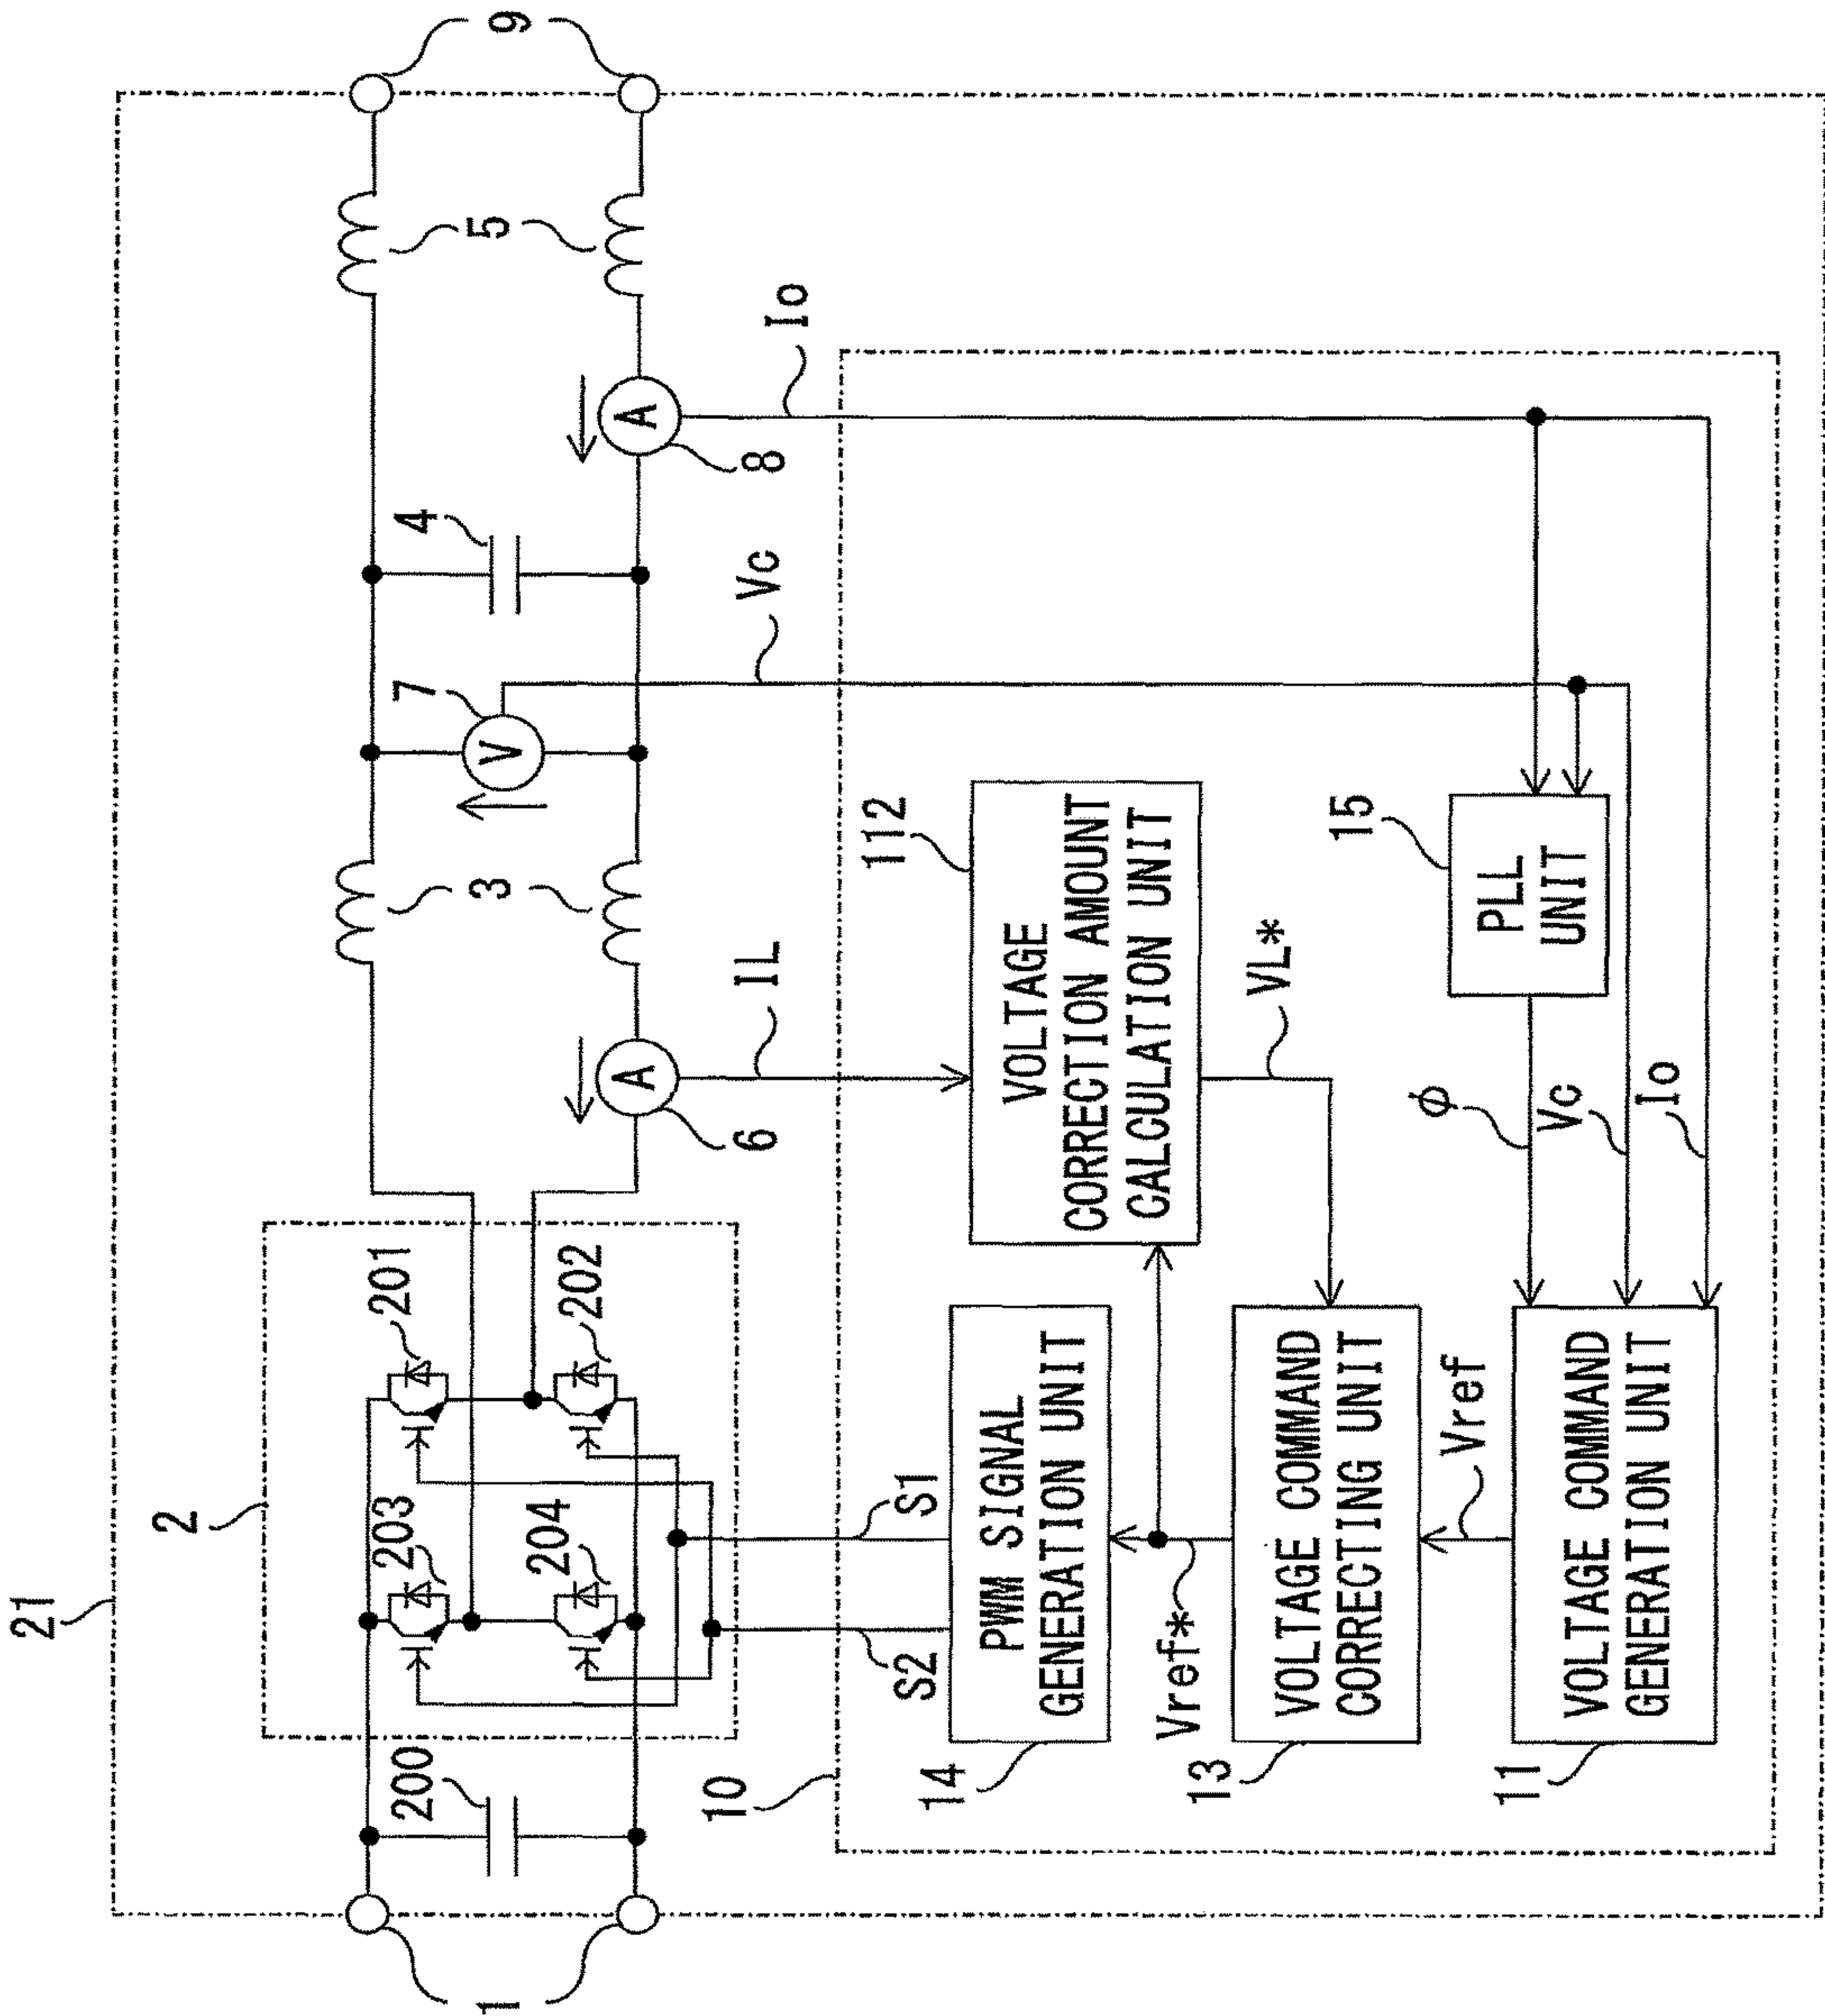 21
2
203
201
204
202
200
1
3
5
9
7
V
4
A
6
A
8
IL
Vc
Io
10
S2
S1
14
PWM SIGNAL
GENERATION UNIT
112
VOLTAGE
CORRECTION AMOUNT
CALCULATION UNIT
Vref*
VL*
13
VOLTAGE COMMAND
CORRECTING UNIT
Vref
15
PLL
UNIT
φ
Vc
Io
11
VOLTAGE COMMAND
GENERATION UNIT